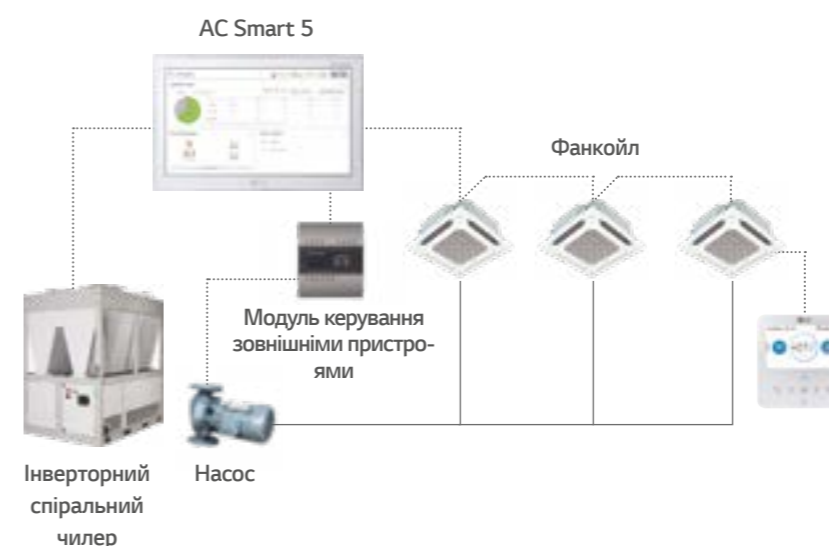 AC Smart 5
Фанкойл
Модуль керування
зовнішніми пристро-
ями
Інверторний
спіральний
чилер
Насос